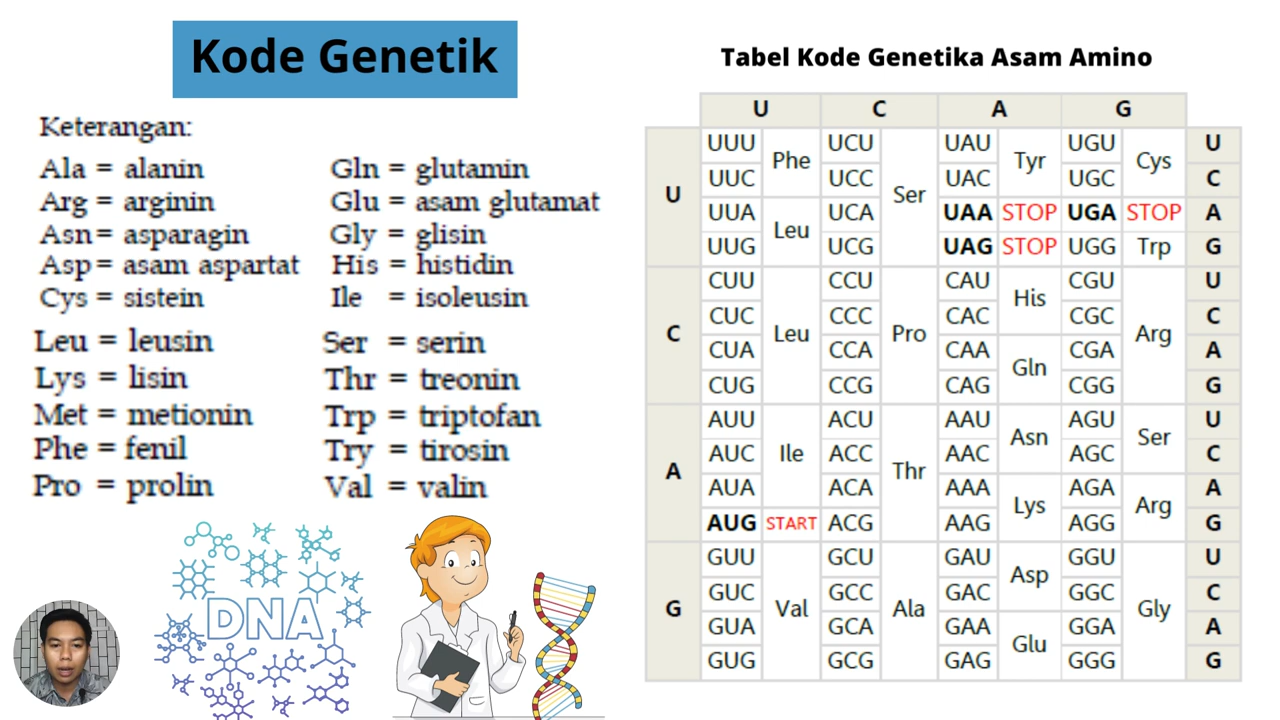 Kode Genetik
Keterangan:
Ala = alanin
Arg = arginin
Asn = asparagin
Asp = asam aspartat
Cys = sistein
Leu = leusin
Lys = lisin
Met = metionin
Phe = fenil
Pro = prolin
Gln = glutamin
Glu = asam glutamat
Gly = glisin
His = histidin
Ile = isoleusin
Ser = serin
Thr = treonin
Trp = triptofan
Try = tirosin
Val = valin
DNA
Tabel Kode Genetika Asam Amino
U C A G
UUU Phe UCU Ser UAU Tyr UGU Cys U
U UUC UCC UAC UGC C
UUA Leu UCA UAA STOP UGA STOP A
UUG UCG UAG STOP UGG Trp G
CUU Leu CCU Pro CAU His CGU Arg U
C CUC CCC CAC CGC C
CUA CCA CAA Gln CGA A
CUG CCG CAG CGG G
AUU Ile ACU Thr AAU Asn AGU Ser U
A AUC ACC AAC AGC C
AUA ACA AAA Lys AGA Arg A
AUG START ACG AAG AGG G
GUU Val GCU Ala GAU Asp GGU Gly U
G GUC GCC GAC GGC C
GUA GCA GAA Glu GGA A
GUG GCG GAG GGG G